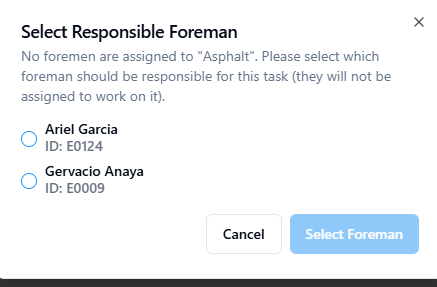 Select Responsible Foreman
No foremen are assigned to "Asphalt". Please select which
foreman should be responsible for this task (they will not be
assigned to work on it).
Ariel Garcia
ID: E0124
Gervacio Anaya
ID: E0009
Cancel
Select Foreman